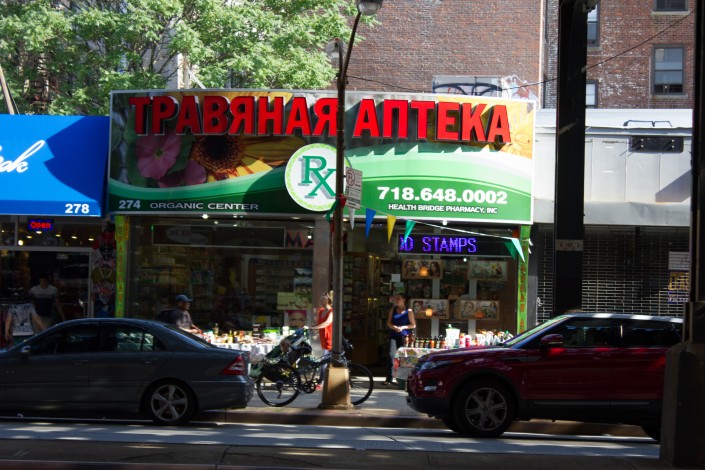 ТРАВЯНАЯ АПТЕКА
Rx
718.648.0002
HEALTH BRIDGE PHARMACY, INC
274 ORGANIC CENTER
278
Open
STAMPS